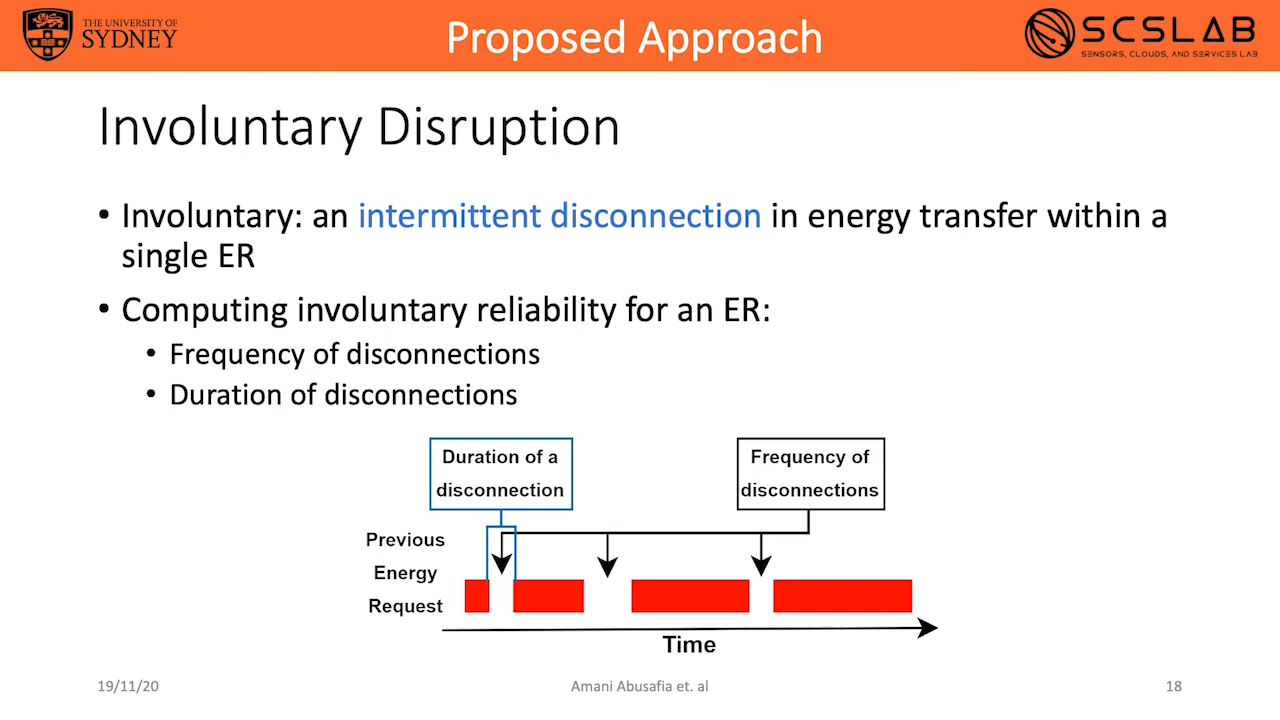 THE UNIVERSITY OF
SYDNEY
Proposed Approach
SCSLAB
SENSORS, CLOUDS, AND SERVICES LAB
Involuntary Disruption
• Involuntary: an intermittent disconnection in energy transfer within a
single ER
• Computing involuntary reliability for an ER:
• Frequency of disconnections
• Duration of disconnections
Duration of a
disconnection
Frequency of
disconnections
Previous
Energy
Request
Time
19/11/20
Amani Abusafia et. al
18